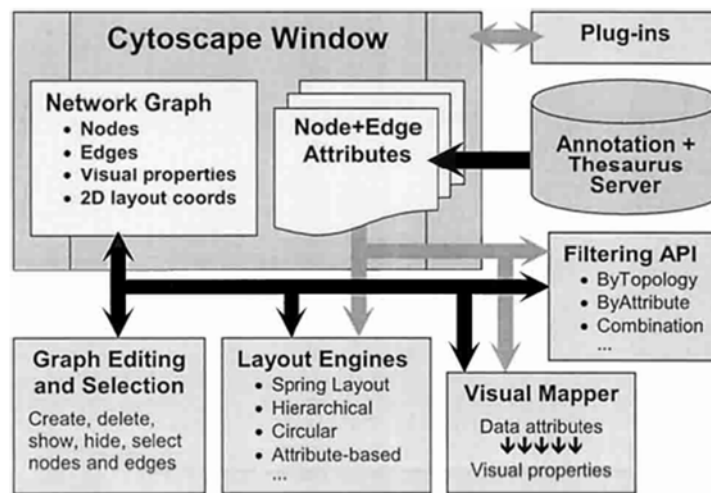 Cytoscape Window
Plug-ins
Network Graph
• Nodes
• Edges
• Visual properties
• 2D layout coords
Node+Edge
Attributes
Annotation +
Thesaurus
Server
Filtering API
• ByTopology
• ByAttribute
• Combination
...
Graph Editing
and Selection
Create, delete,
show, hide, select
nodes and edges
Layout Engines
• Spring Layout
• Hierarchical
• Circular
• Attribute-based
...
Visual Mapper
Data attributes
Visual properties